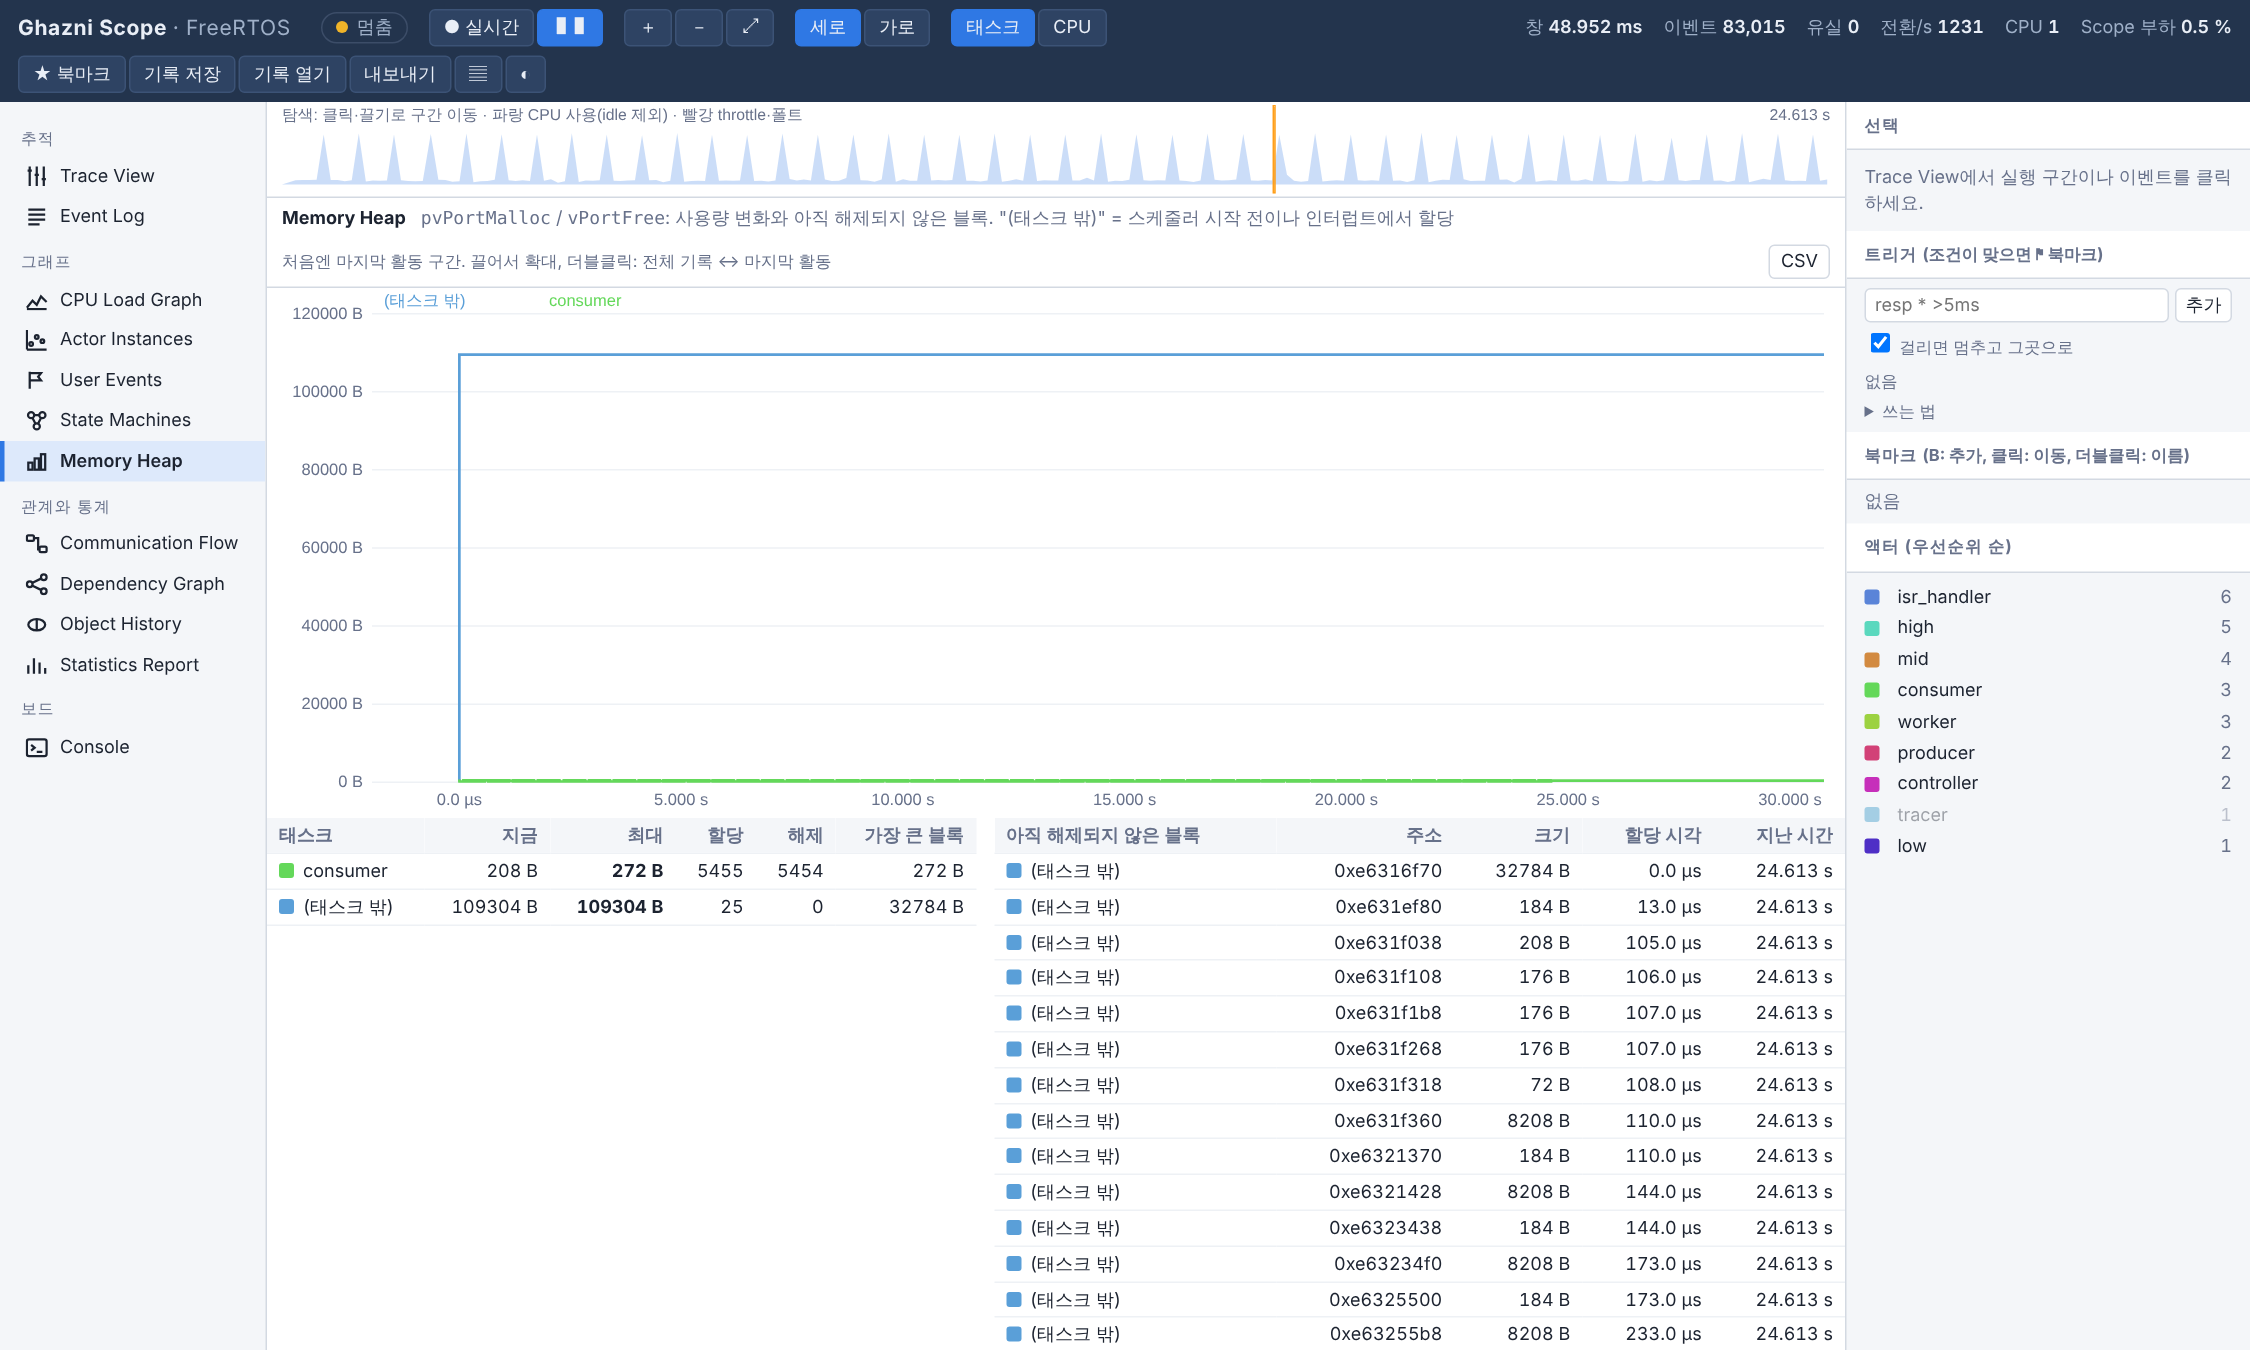 Ghazni Scope · FreeRTOS
멈춤
실시간
+
−
세로
가로
태스크
CPU
창 48.952 ms
이벤트 83,015
유실 0
전환/s 1231
CPU 1
Scope 부하 0.5 %
★ 북마크
기록 저장
기록 열기
내보내기
추적
Trace View
Event Log
그래프
CPU Load Graph
Actor Instances
User Events
State Machines
Memory Heap
관계와 통계
Communication Flow
Dependency Graph
Object History
Statistics Report
보드
Console
탐색: 클릭·끌기로 구간 이동 · 파랑 CPU 사용(idle 제외) · 빨강 throttle·폴트
24.613 s
Memory Heap pvPortMalloc / vPortFree: 사용량 변화와 아직 해제되지 않은 블록. "(태스크 밖)" = 스케줄러 시작 전이나 인터럽트에서 할당
처음엔 마지막 활동 구간. 끌어서 확대, 더블클릭: 전체 기록 ↔ 마지막 활동
CSV
(태스크 밖)
consumer
120000 B
100000 B
80000 B
60000 B
40000 B
20000 B
0 B
0.0 µs
5.000 s
10.000 s
15.000 s
20.000 s
25.000 s
30.000 s
태스크 지금 최대 할당 해제 가장 큰 블록
consumer 208 B 272 B 5455 5454 272 B
(태스크 밖) 109304 B 109304 B 25 0 32784 B
아직 해제되지 않은 블록 주소 크기 할당 시각 지난 시간
(태스크 밖) 0xe6316f70 32784 B 0.0 µs 24.613 s
(태스크 밖) 0xe631ef80 184 B 13.0 µs 24.613 s
(태스크 밖) 0xe631f038 208 B 105.0 µs 24.613 s
(태스크 밖) 0xe631f108 176 B 106.0 µs 24.613 s
(태스크 밖) 0xe631f1b8 176 B 107.0 µs 24.613 s
(태스크 밖) 0xe631f268 176 B 107.0 µs 24.613 s
(태스크 밖) 0xe631f318 72 B 108.0 µs 24.613 s
(태스크 밖) 0xe631f360 8208 B 110.0 µs 24.613 s
(태스크 밖) 0xe6321370 184 B 110.0 µs 24.613 s
(태스크 밖) 0xe6321428 8208 B 144.0 µs 24.613 s
(태스크 밖) 0xe6323438 184 B 144.0 µs 24.613 s
(태스크 밖) 0xe63234f0 8208 B 173.0 µs 24.613 s
(태스크 밖) 0xe6325500 184 B 173.0 µs 24.613 s
(태스크 밖) 0xe63255b8 8208 B 233.0 µs 24.613 s
선택
Trace View에서 실행 구간이나 이벤트를 클릭
하세요.
트리거 (조건이 맞으면 ⚑ 북마크)
resp * >5ms
추가
걸리면 멈추고 그곳으로
없음
▶ 쓰는 법
북마크 (B: 추가, 클릭: 이동, 더블클릭: 이름)
없음
액터 (우선순위 순)
isr_handler 6
high 5
mid 4
consumer 3
worker 3
producer 2
controller 2
tracer 1
low 1